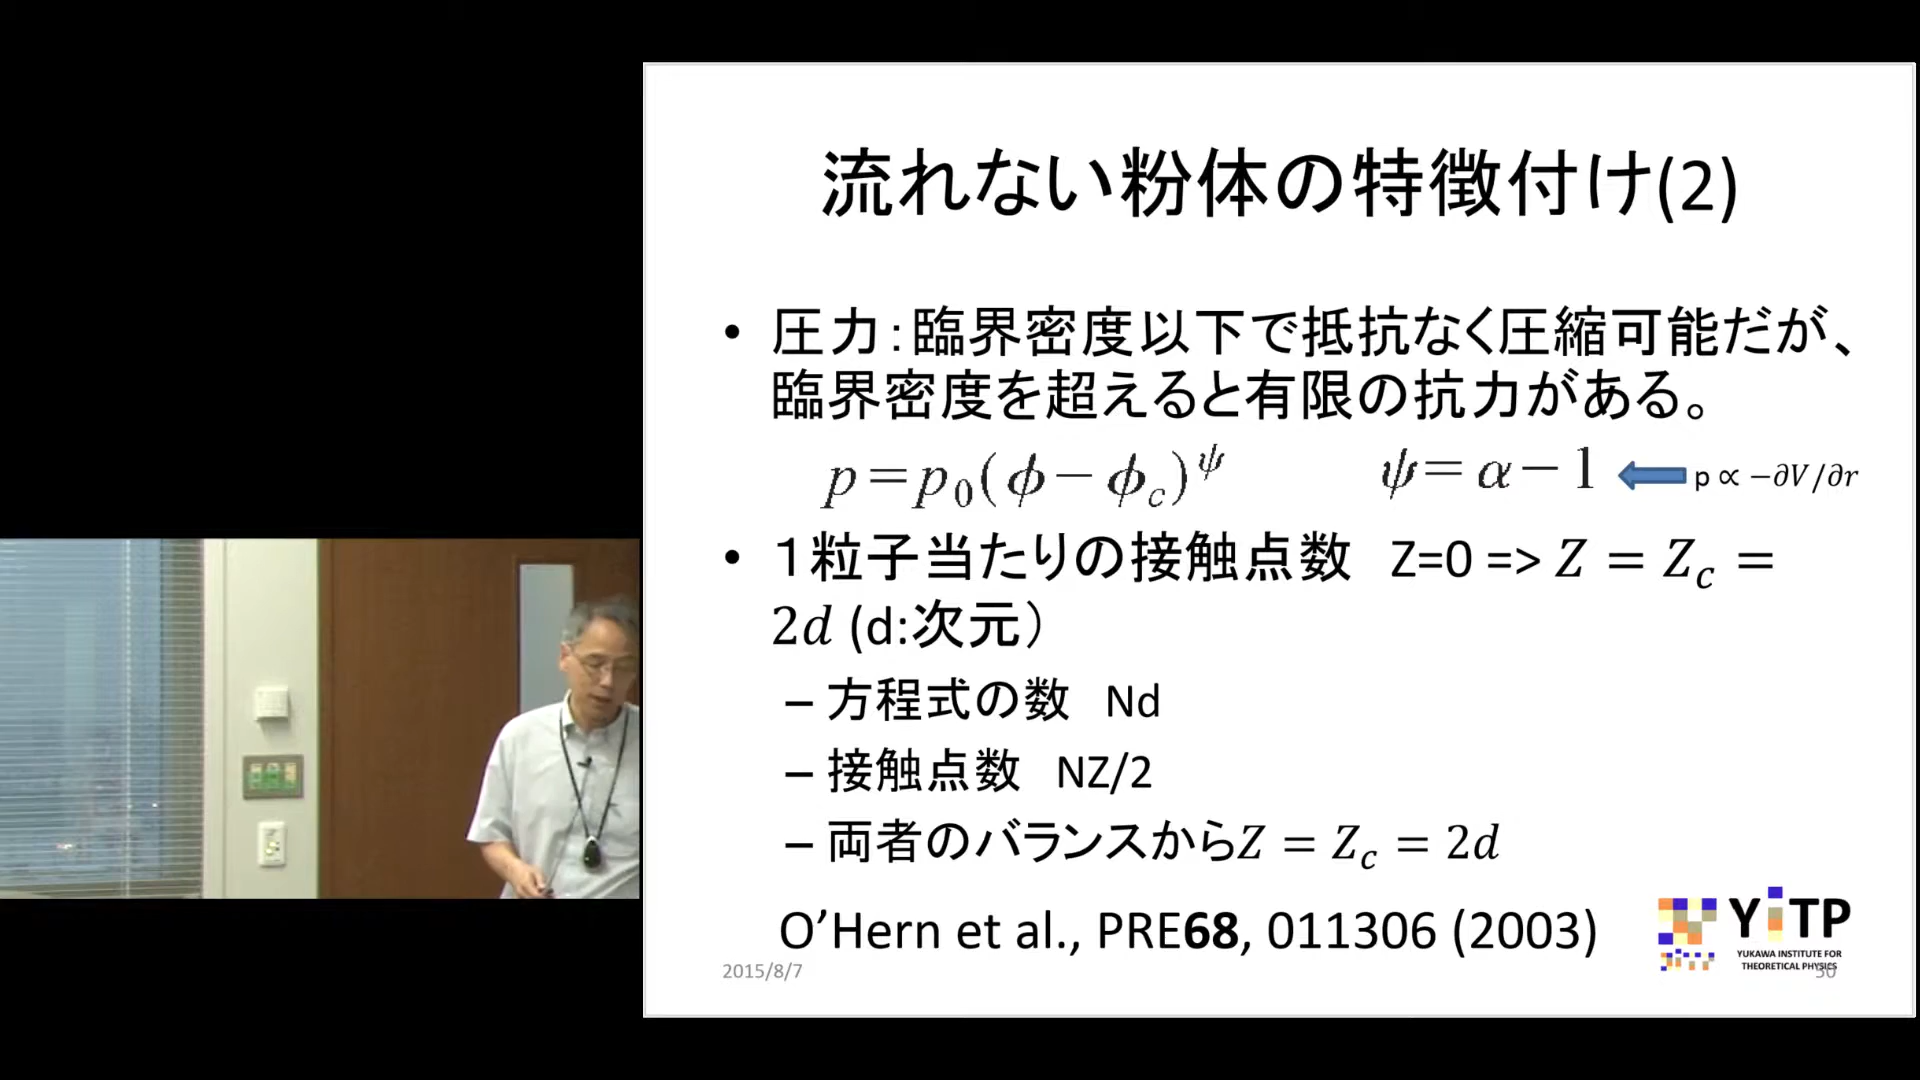 流れない粉体の特徴付け(2)
• 圧力：臨界密度以下で抵抗なく圧縮可能だが、
臨界密度を超えると有限の抗力がある。
p=p₀(ϕ−ϕ_c)^ψ ψ=α−1 p ∝ −∂V/∂r
• １粒子当たりの接触点数 Z=0 => Z = Z_c =
2d (d:次元）
– 方程式の数 Nd
– 接触点数 NZ/2
– 両者のバランスからZ = Z_c = 2d
O’Hern et al., PRE68, 011306 (2003)
2015/8/7
YiTP
YUKAWA INSTITUTE FOR
THEORETICAL PHYSICS
30